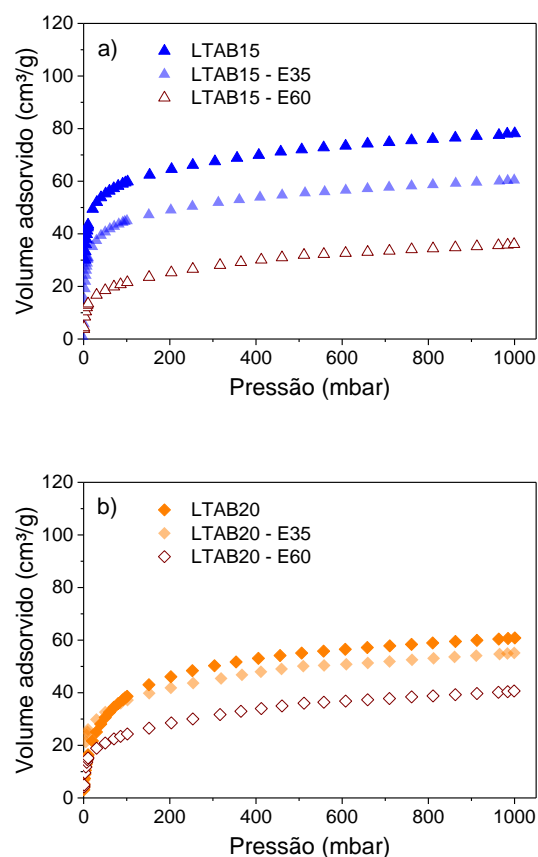 120
a)
LTAB15
LTAB15 - E35
LTAB15 - E60
100
80
60
40
20
0
Volume adsorvido (cm³/g)
0 200 400 600 800 1000
Pressão (mbar)
120
b)
LTAB20
LTAB20 - E35
LTAB20 - E60
100
80
60
40
20
0
Volume adsorvido (cm³/g)
0 200 400 600 800 1000
Pressão (mbar)